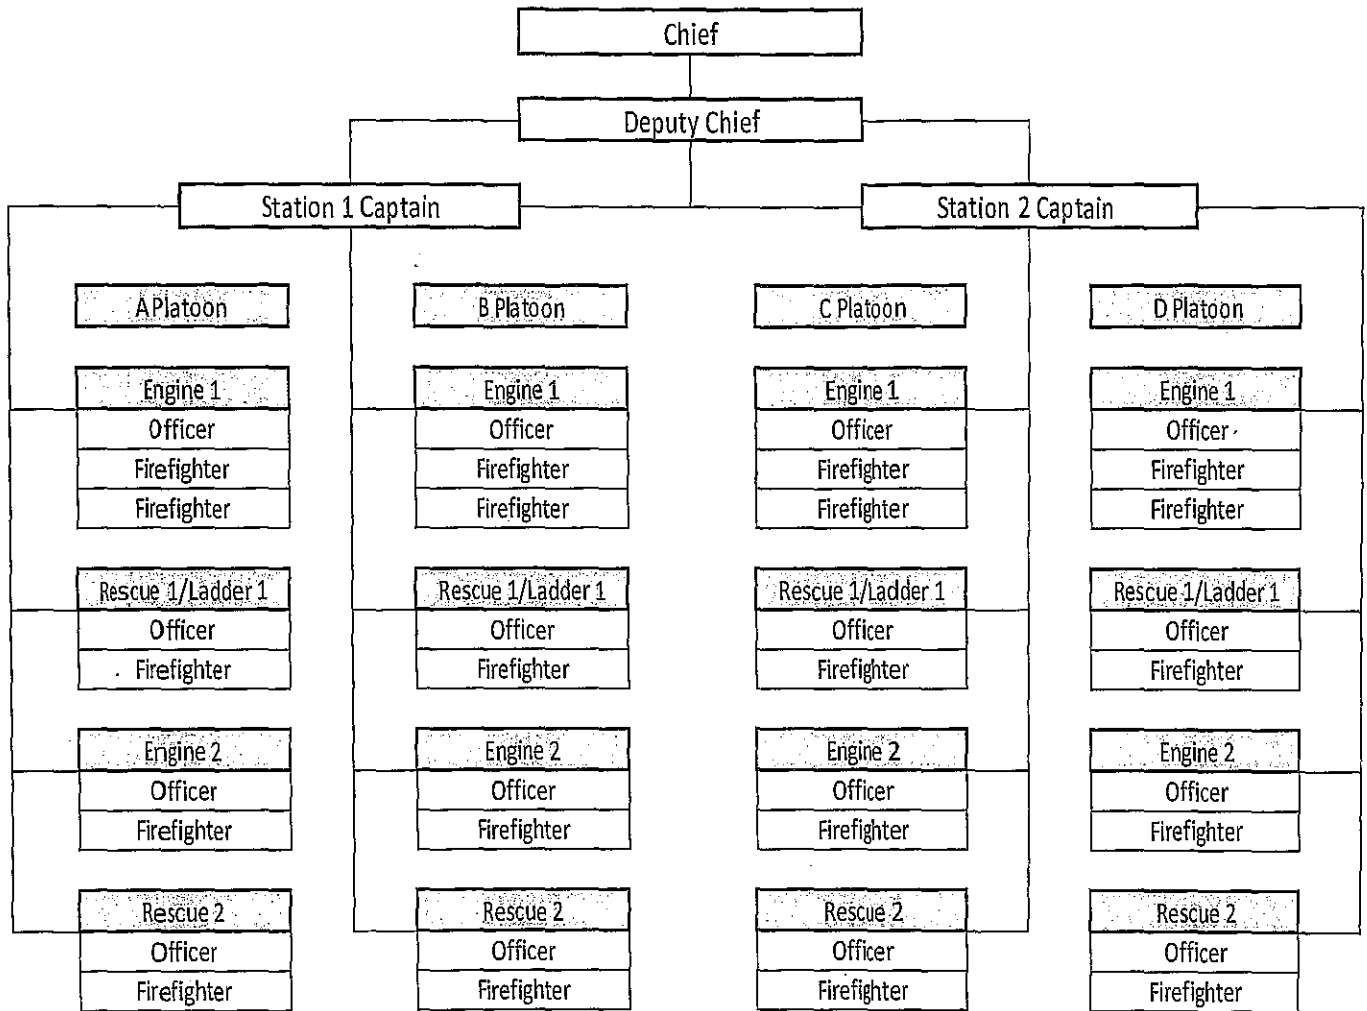 Chief
Deputy Chief
Station 1 Captain
Station 2 Captain
A Platoon
Engine 1
Officer
Firefighter
Firefighter
Rescue 1/Ladder 1
Officer
Firefighter
Engine 2
Officer
Firefighter
Rescue 2
Officer
Firefighter
B Platoon
Engine 1
Officer
Firefighter
Firefighter
Rescue 1/Ladder 1
Officer
Firefighter
Engine 2
Officer
Firefighter
Rescue 2
Officer
Firefighter
C Platoon
Engine 1
Officer
Firefighter
Firefighter
Rescue 1/Ladder 1
Officer
Firefighter
Engine 2
Officer
Firefighter
Rescue 2
Officer
Firefighter
D Platoon
Engine 1
Officer
Firefighter
Firefighter
Rescue 1/Ladder 1
Officer
Firefighter
Engine 2
Officer
Firefighter
Rescue 2
Officer
Firefighter